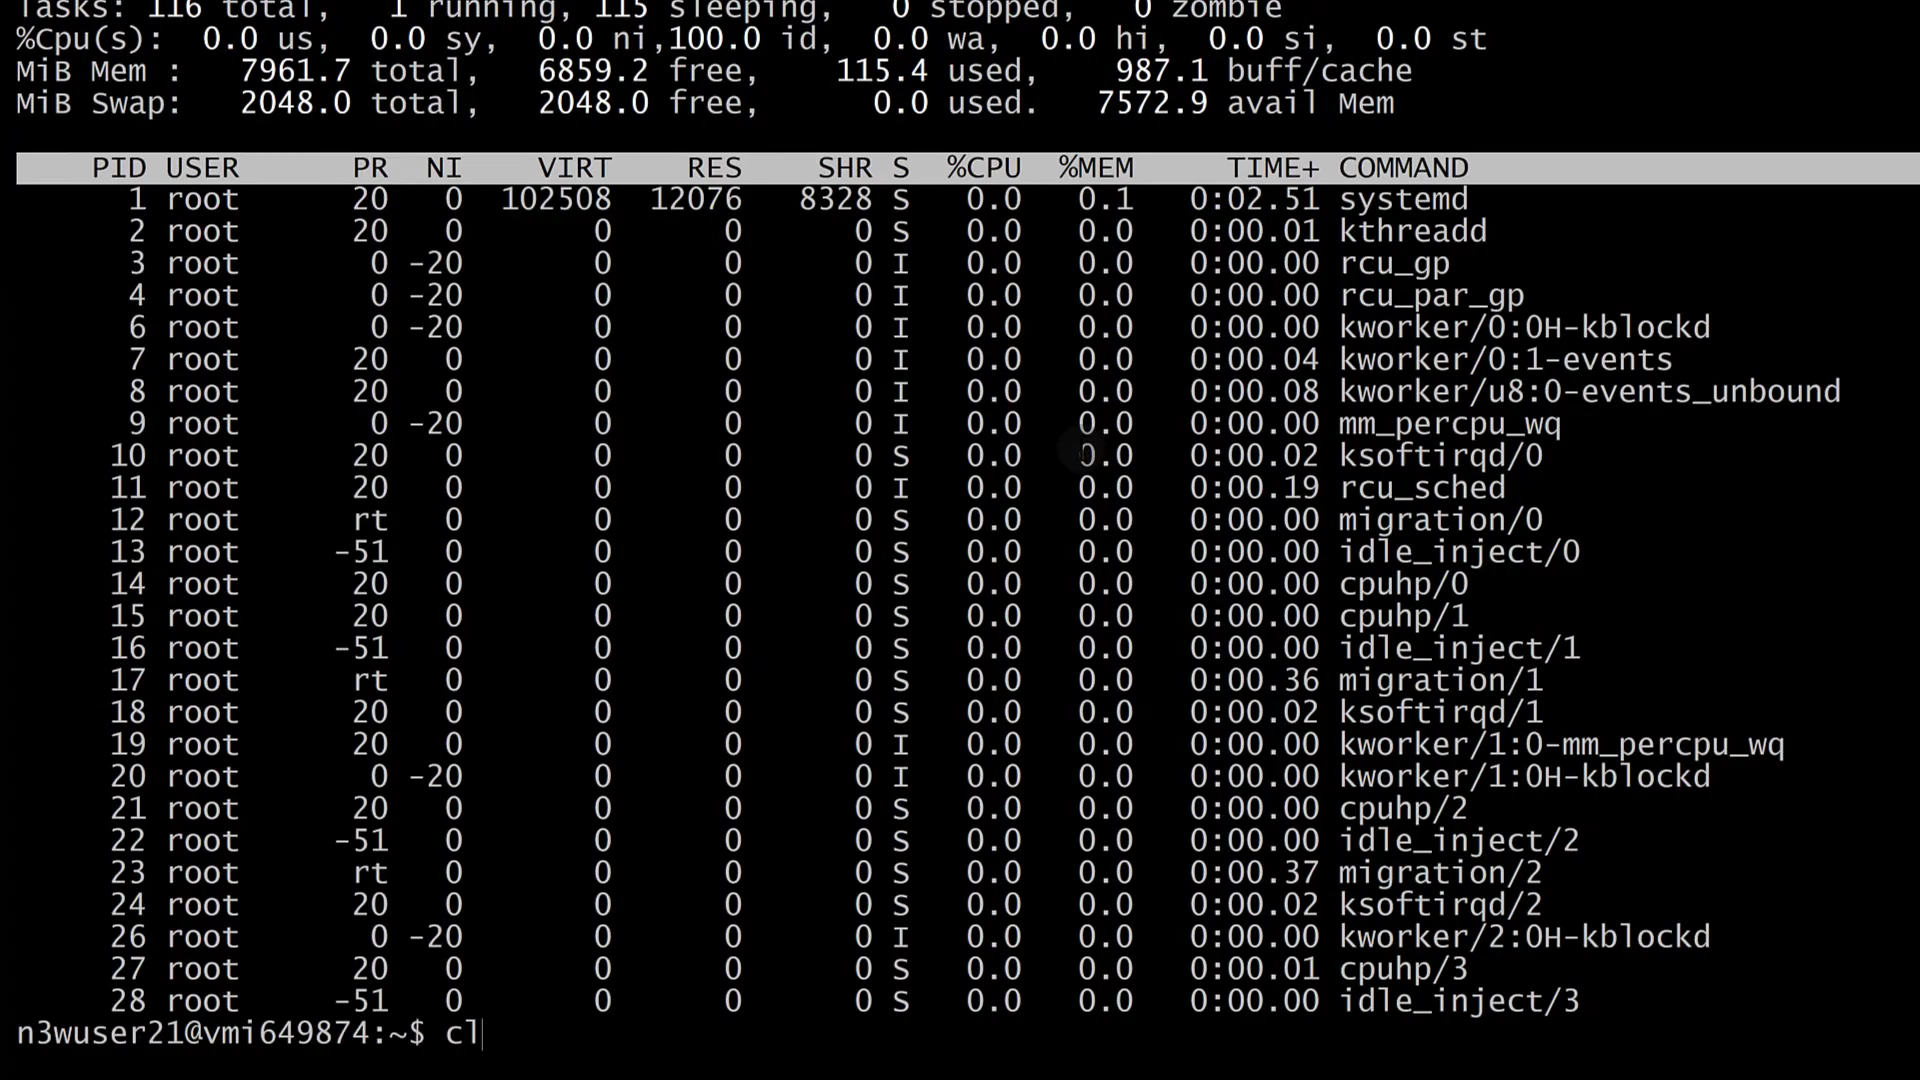 Tasks: 116 total,   1 running, 115 sleeping,   0 stopped,   0 zombie
%Cpu(s):  0.0 us,  0.0 sy,  0.0 ni,100.0 id,  0.0 wa,  0.0 hi,  0.0 si,  0.0 st
MiB Mem :   7961.7 total,   6859.2 free,    115.4 used,    987.1 buff/cache
MiB Swap:   2048.0 total,   2048.0 free,      0.0 used.   7572.9 avail Mem
PID USER      PR  NI    VIRT    RES    SHR S  %CPU  %MEM     TIME+ COMMAND
1 root      20   0  102508  12076   8328 S   0.0   0.1   0:02.51 systemd
2 root      20   0       0      0      0 S   0.0   0.0   0:00.01 kthreadd
3 root       0 -20       0      0      0 I   0.0   0.0   0:00.00 rcu_gp
4 root       0 -20       0      0      0 I   0.0   0.0   0:00.00 rcu_par_gp
6 root       0 -20       0      0      0 I   0.0   0.0   0:00.00 kworker/0:0H-kblockd
7 root      20   0       0      0      0 I   0.0   0.0   0:00.04 kworker/0:1-events
8 root      20   0       0      0      0 I   0.0   0.0   0:00.08 kworker/u8:0-events_unbound
9 root       0 -20       0      0      0 I   0.0   0.0   0:00.00 mm_percpu_wq
10 root      20   0       0      0      0 S   0.0   0.0   0:00.02 ksoftirqd/0
11 root      20   0       0      0      0 I   0.0   0.0   0:00.19 rcu_sched
12 root      rt   0       0      0      0 S   0.0   0.0   0:00.00 migration/0
13 root     -51   0       0      0      0 S   0.0   0.0   0:00.00 idle_inject/0
14 root      20   0       0      0      0 S   0.0   0.0   0:00.00 cpuhp/0
15 root      20   0       0      0      0 S   0.0   0.0   0:00.00 cpuhp/1
16 root     -51   0       0      0      0 S   0.0   0.0   0:00.00 idle_inject/1
17 root      rt   0       0      0      0 S   0.0   0.0   0:00.36 migration/1
18 root      20   0       0      0      0 S   0.0   0.0   0:00.02 ksoftirqd/1
19 root      20   0       0      0      0 I   0.0   0.0   0:00.00 kworker/1:0-mm_percpu_wq
20 root       0 -20       0      0      0 I   0.0   0.0   0:00.00 kworker/1:0H-kblockd
21 root      20   0       0      0      0 S   0.0   0.0   0:00.00 cpuhp/2
22 root     -51   0       0      0      0 S   0.0   0.0   0:00.00 idle_inject/2
23 root      rt   0       0      0      0 S   0.0   0.0   0:00.37 migration/2
24 root      20   0       0      0      0 S   0.0   0.0   0:00.02 ksoftirqd/2
26 root       0 -20       0      0      0 I   0.0   0.0   0:00.00 kworker/2:0H-kblockd
27 root      20   0       0      0      0 S   0.0   0.0   0:00.01 cpuhp/3
28 root     -51   0       0      0      0 S   0.0   0.0   0:00.00 idle_inject/3
n3wuser21@vmi649874:~$ cl